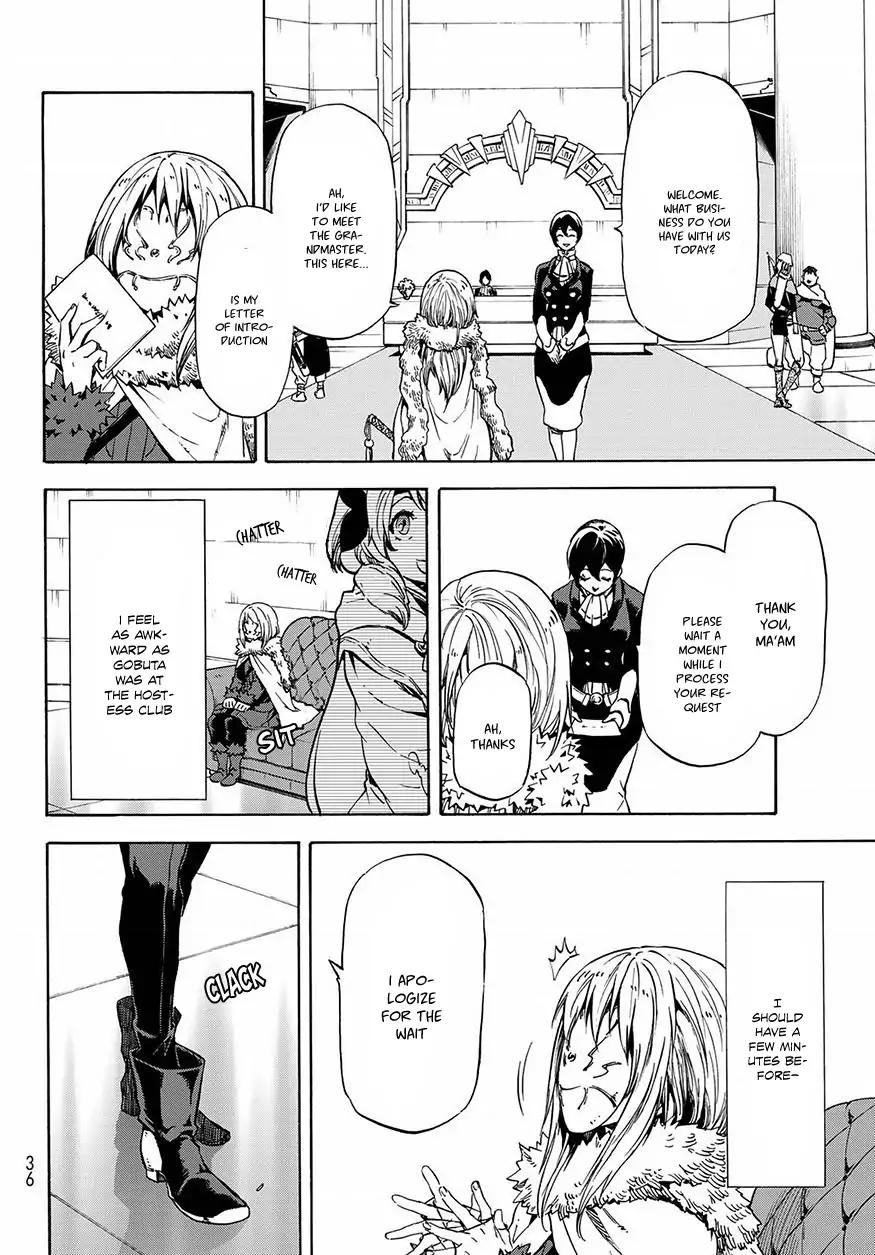 WELCOME.
WHAT BUSI-
NESS DO YOU
HAVE WITH US
TODAY?
AH,
I'D LIKE
TO MEET
THE GRA-
NDMASTER.
THIS HERE...
IS MY
LETTER
OF INTRO-
DUCTION
THANK
YOU,
MA'AM
PLEASE
WAIT A
MOMENT
WHILE I
PROCESS
YOUR RE-
QUEST
AH,
THANKS
CHATTER
CHATTER
SIT
I FEEL
AS AWK-
WARD AS
GOBUTA
WAS AT
THE HOST-
ESS CLUB
I
SHOULD
HAVE A
FEW MIN-
UTES BE-
FORE—
I APO-
LOGIZE
FOR THE
WAIT
CLACK
36